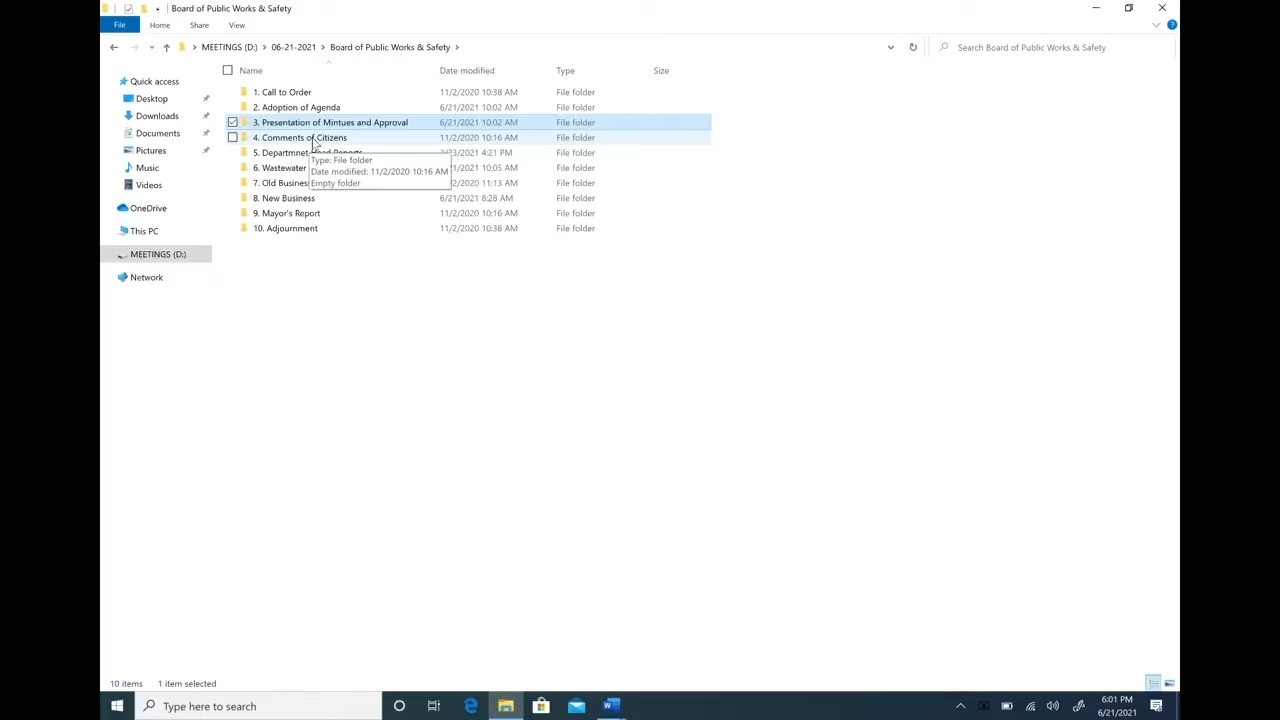 Board of Public Works & Safety
File Home Share View
MEETINGS (D:) 06-21-2021 Board of Public Works & Safety
Search Board of Public Works & Safety
Name Date modified Type Size
Quick access
Desktop
Downloads
Documents
Pictures
Music
Videos
OneDrive
This PC
MEETINGS (D:)
Network
1. Call to Order 11/2/2020 10:38 AM File folder
2. Adoption of Agenda 6/21/2021 10:02 AM File folder
3. Presentation of Mintues and Approval 6/21/2021 10:02 AM File folder
4. Comments of Citizens 11/2/2020 10:16 AM File folder
5. Departmnet Head Reports 4:21 PM File folder
6. Wastewater 10:05 AM File folder
7. Old Business 11:13 AM File folder
8. New Business 6/21/2021 8:28 AM File folder
9. Mayor's Report 11/2/2020 10:16 AM File folder
10. Adjournment 11/2/2020 10:38 AM File folder
Type: File folder
Date modified: 11/2/2020 10:16 AM
Empty folder
10 items 1 item selected
Type here to search
6:01 PM
6/21/2021